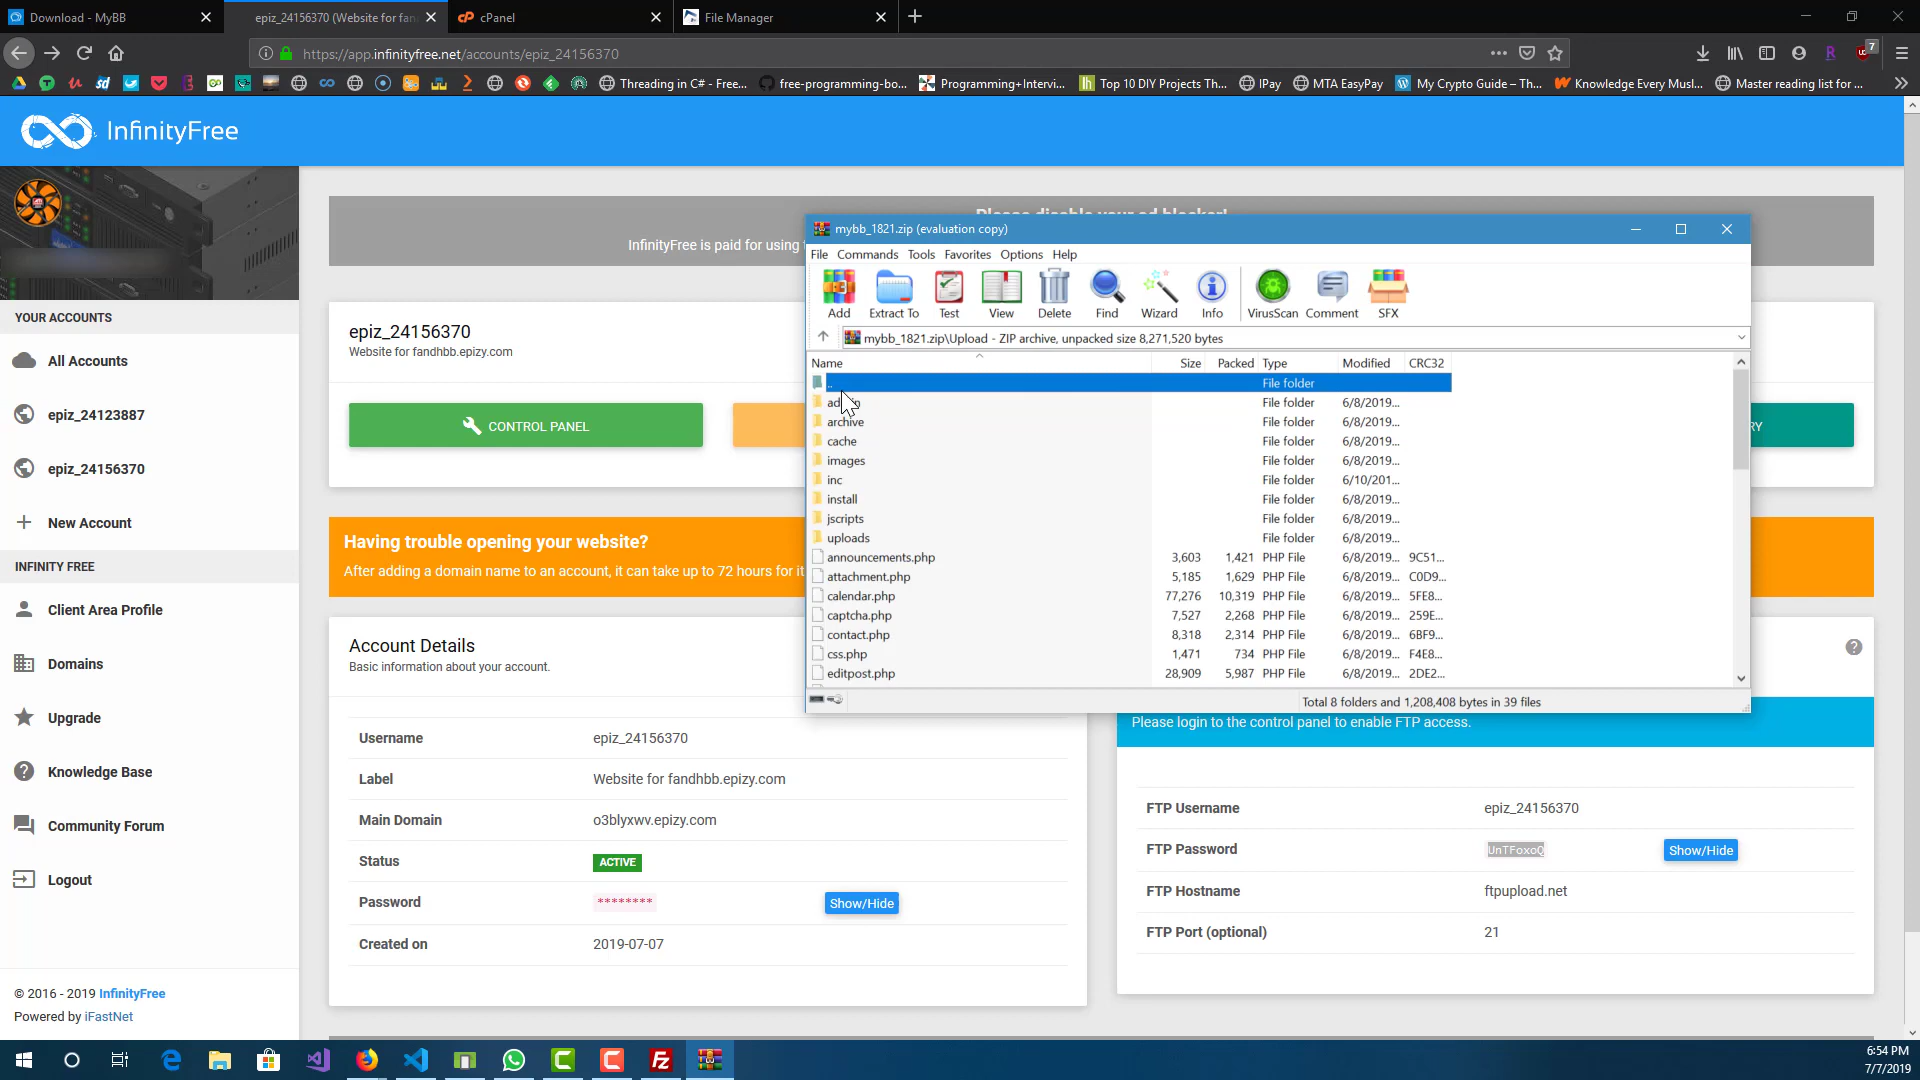 Download - MyBB
epiz_24156370 (Website for fan
cPanel
File Manager
https://app.infinityfree.net/accounts/epiz_24156370
7
Threading in C# - Free...
free-programming-bo...
Programming+Intervi...
Top 10 DIY Projects Th...
IPay
MTA EasyPay
My Crypto Guide – Th...
Knowledge Every Musl...
Master reading list for ...
InfinityFree
YOUR ACCOUNTS
All Accounts
epiz_24123887
epiz_24156370
New Account
INFINITY FREE
Client Area Profile
Domains
Upgrade
Knowledge Base
Community Forum
Logout
© 2016 - 2019 InfinityFree
Powered by iFastNet
InfinityFree is paid for using
epiz_24156370
Website for fandhbb.epizy.com
CONTROL PANEL
RY
Having trouble opening your website?
After adding a domain name to an account, it can take up to 72 hours for it
Account Details
Basic information about your account.
Username epiz_24156370
Label Website for fandhbb.epizy.com
Main Domain o3blyxwv.epizy.com
Status ACTIVE
Password ******** Show/Hide
Created on 2019-07-07
Please login to the control panel to enable FTP access.
FTP Username epiz_24156370
FTP Password UnTFoxoQ Show/Hide
FTP Hostname ftpupload.net
FTP Port (optional) 21
mybb_1821.zip (evaluation copy)
File Commands Tools Favorites Options Help
Add Extract To Test View Delete Find Wizard Info VirusScan Comment SFX
mybb_1821.zip\Upload - ZIP archive, unpacked size 8,271,520 bytes
Name Size Packed Type Modified CRC32
.. File folder
admin File folder 6/8/2019...
archive File folder 6/8/2019...
cache File folder 6/8/2019...
images File folder 6/8/2019...
inc File folder 6/10/201...
install File folder 6/8/2019...
jscripts File folder 6/8/2019...
uploads File folder 6/8/2019...
announcements.php 3,603 1,421 PHP File 6/8/2019... 9C51...
attachment.php 5,185 1,629 PHP File 6/8/2019... C0D9...
calendar.php 77,276 10,319 PHP File 6/8/2019... 5FE8...
captcha.php 7,527 2,268 PHP File 6/8/2019... 259E...
contact.php 8,318 2,314 PHP File 6/8/2019... 6BF9...
css.php 1,471 734 PHP File 6/8/2019... F4E8...
editpost.php 28,909 5,987 PHP File 6/8/2019... 2DE2...
Total 8 folders and 1,208,408 bytes in 39 files
6:54 PM
7/7/2019